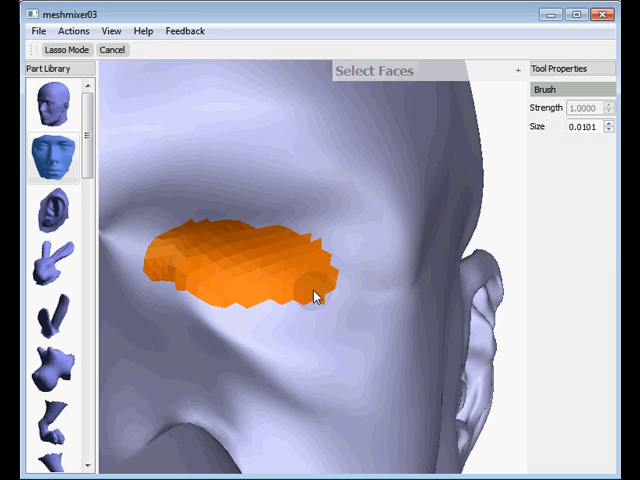 meshmixer03
File Actions View Help Feedback
Lasso Mode Cancel
Part Library
Select Faces
Tool Properties
Brush
Strength 1.0000
Size 0.0101